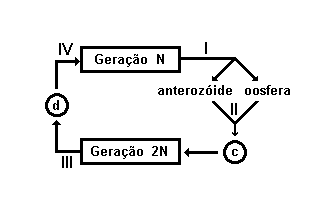 IV
I
Geração N
anterozóide oosfera
d
II
Geração 2N
c
III